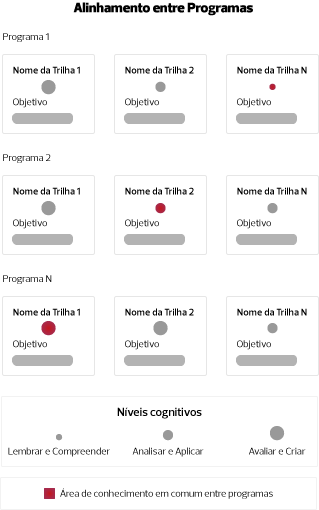 Alinhamento entre Programas
Programa 1
Nome da Trilha 1 Nome da Trilha 2 Nome da Trilha N
Objetivo Objetivo Objetivo
Programa 2
Nome da Trilha 1 Nome da Trilha 2 Nome da Trilha N
Objetivo Objetivo Objetivo
Programa N
Nome da Trilha 1 Nome da Trilha 2 Nome da Trilha N
Objetivo Objetivo Objetivo
Níveis cognitivos
Lembrar e Compreender Analisar e Aplicar Avaliar e Criar
Área de conhecimento em comum entre programas